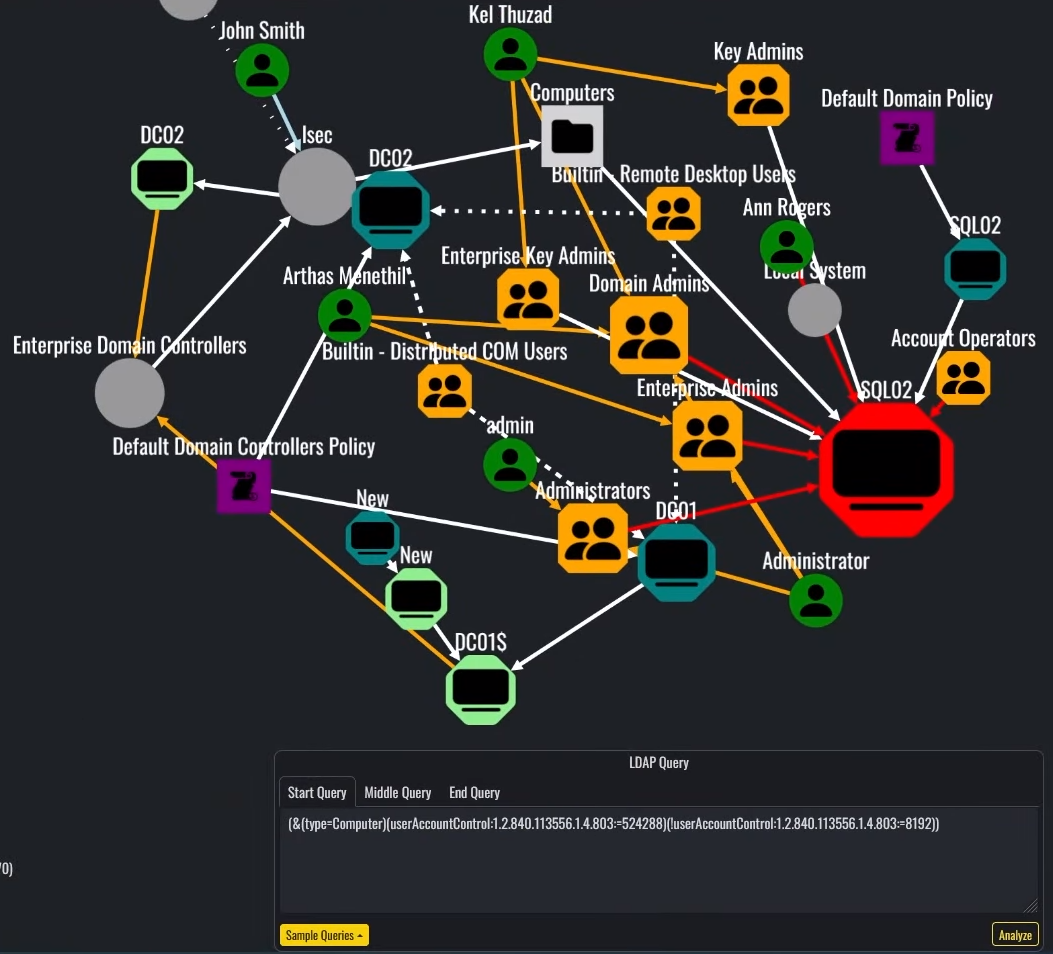 Kel Thuzad
John Smith
Key Admins
Computers
Default Domain Policy
DC02
lsec
DC02
Builtin - Remote Desktop Users
Ann Rogers
SQL02
Enterprise Key Admins
Local System
Arthas Menethil
Domain Admins
Enterprise Domain Controllers
Builtin - Distributed COM Users
Account Operators
Enterprise Admins
SQL02
admin
Default Domain Controllers Policy
Administrators
New
DC01
New
Administrator
DC01$
LDAP Query
Start Query Middle Query End Query
(&(type=Computer)(userAccountControl:1.2.840.113556.1.4.803:=524288)(!userAccountControl:1.2.840.113556.1.4.803:=8192))
Sample Queries
Analyze